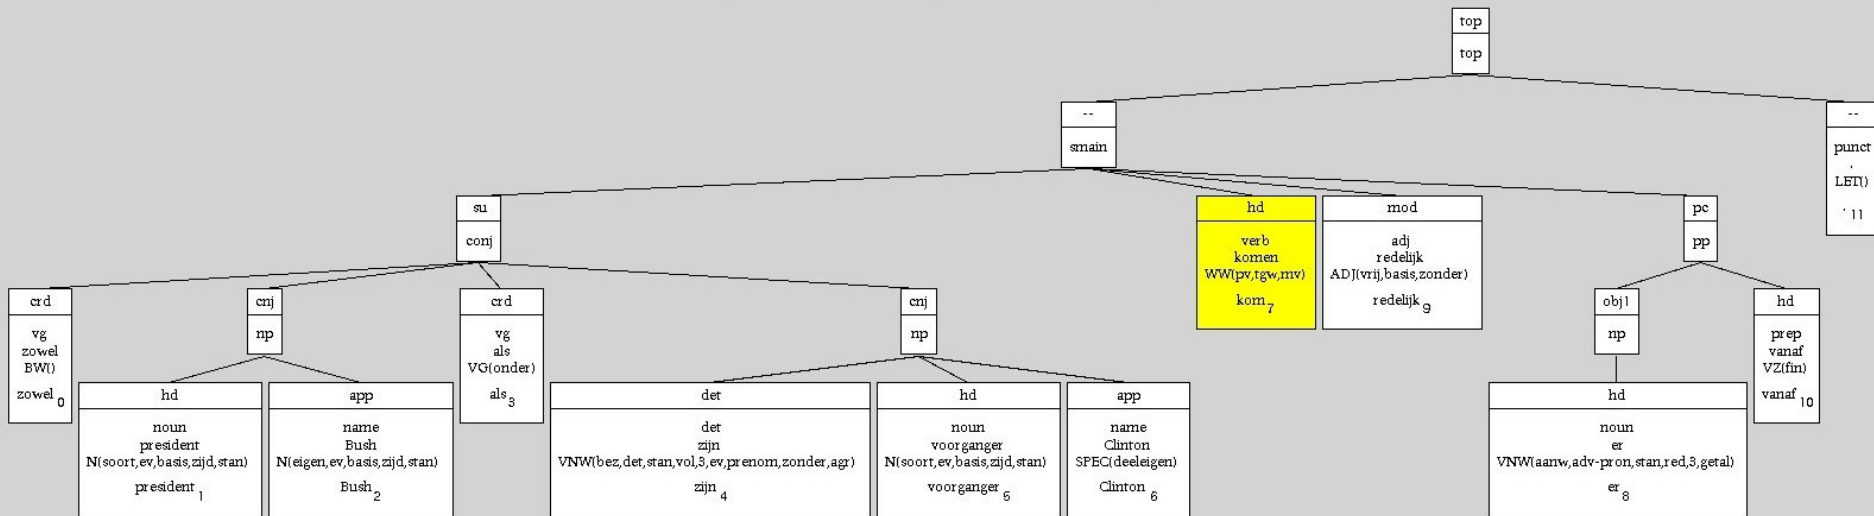 top
top
--
smain
--
punct
.
LET()
. 11
su
conj
hd
verb
komen
WW(pv,tgw,mv)
kom 7
mod
adj
redelijk
ADJ(vrij,basis,zonder)
redelijk 9
pc
pp
crd
vg
zowel
BW()
zowel 0
cnj
np
crd
vg
als
VG(onder)
als 3
cnj
np
obj1
np
hd
prep
vanaf
VZ(fin)
vanaf 10
hd
noun
president
N(soort,ev,basis,zijd,stan)
president 1
app
name
Bush
N(eigen,ev,basis,zijd,stan)
Bush 2
det
det
zijn
VNW(bez,det,stan,vol,3,ev,prenom,zonder,agr)
zijn 4
hd
noun
voorganger
N(soort,ev,basis,zijd,stan)
voorganger 5
app
name
Clinton
SPEC(deeleigen)
Clinton 6
hd
noun
er
VNW(aanw,adv-pron,stan,red,3,getal)
er 8